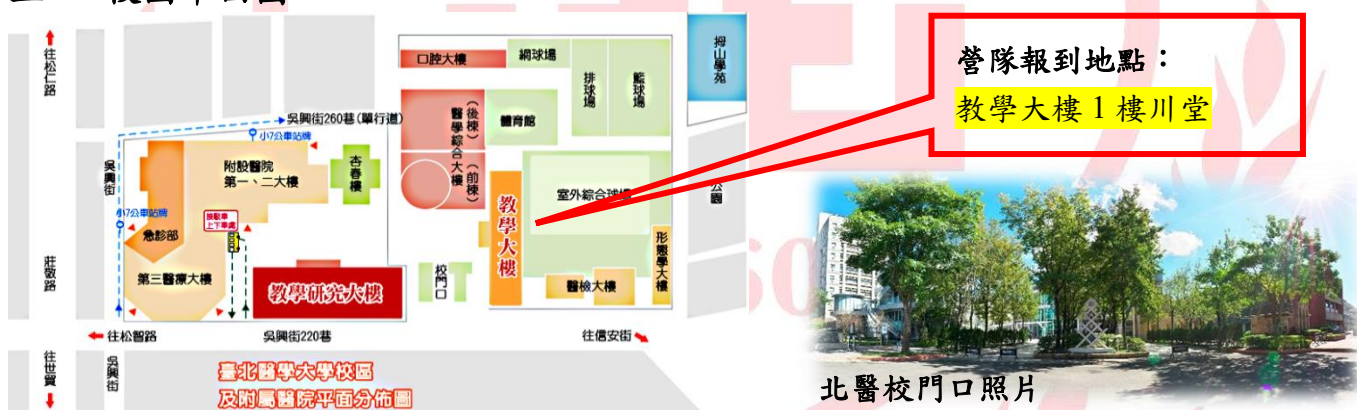 往松仁路
口腔大樓
網球場
排球場
籃球場
拇山學苑
營隊報到地點：
教學大樓 1 樓川堂
吳興街260巷(單行道)
小7公車站牌
醫學綜合大樓
(後棟)
(前棟)
體育館
吳興街
附設醫院
第一、二大樓
杏春樓
室外綜合球場
公園
小7公車站牌
接駁車
上下車處
急診部
教學大樓
形態學大樓
莊敬路
第三醫療大樓
教學研究大樓
校門口
醫檢大樓
往松智路
吳興街220巷
往信安街
往世貿
吳興街
臺北醫學大學校區
及附屬醫院平面分佈圖
北醫校門口照片